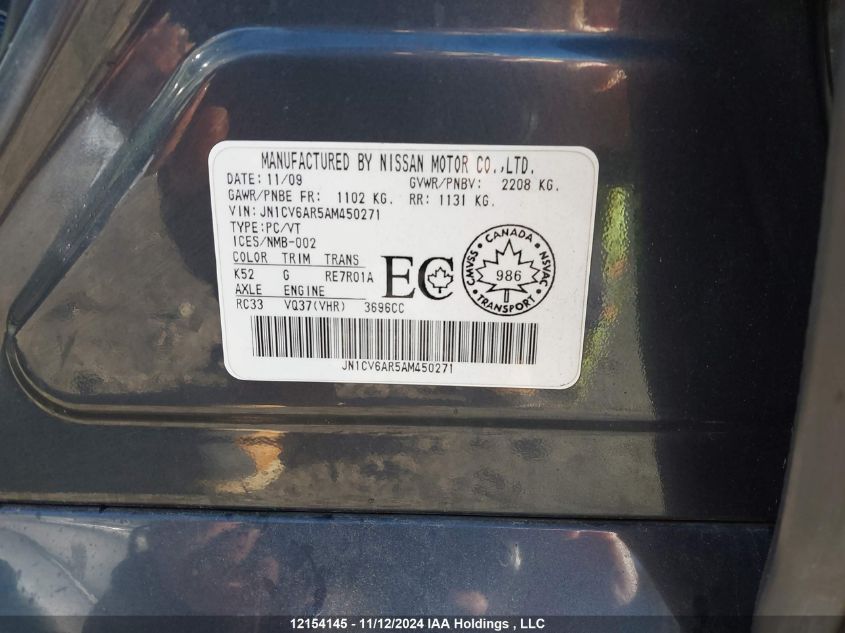 MANUFACTURED BY NISSAN MOTOR CO.,LTD.
DATE: 11/09 GVWR/PNBV: 2208 KG.
GAWR/PNBE FR: 1102 KG. RR: 1131 KG.
VIN: JN1CV6AR5AM450271
TYPE:PC/VT
ICES/NMB-002
COLOR TRIM TRANS
K52 G RE7R01A
AXLE ENGINE
RC33 VQ37(VHR) 3696CC
EC
CANADA
CMVSS 986 NSVAC
TRANSPORT
JN1CV6AR5AM450271
12154145 - 11/12/2024 IAA Holdings , LLC